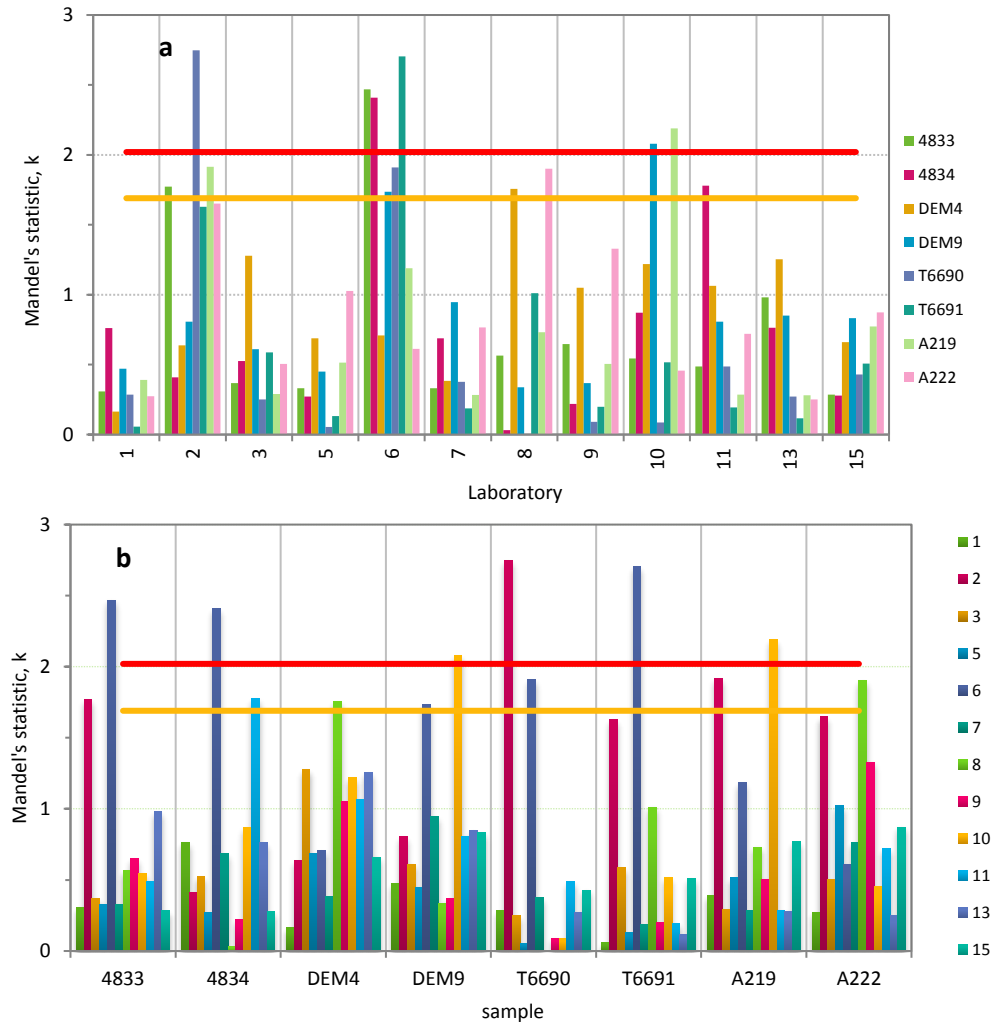 3
a
2
1
0
Mandel's statistic, k
1
2
3
5
6
7
8
9
10
11
13
15
Laboratory
4833
4834
DEM4
DEM9
T6690
T6691
A219
A222
3
b
2
1
0
Mandel's statistic, k
4833
4834
DEM4
DEM9
T6690
T6691
A219
A222
sample
1
2
3
5
6
7
8
9
10
11
13
15